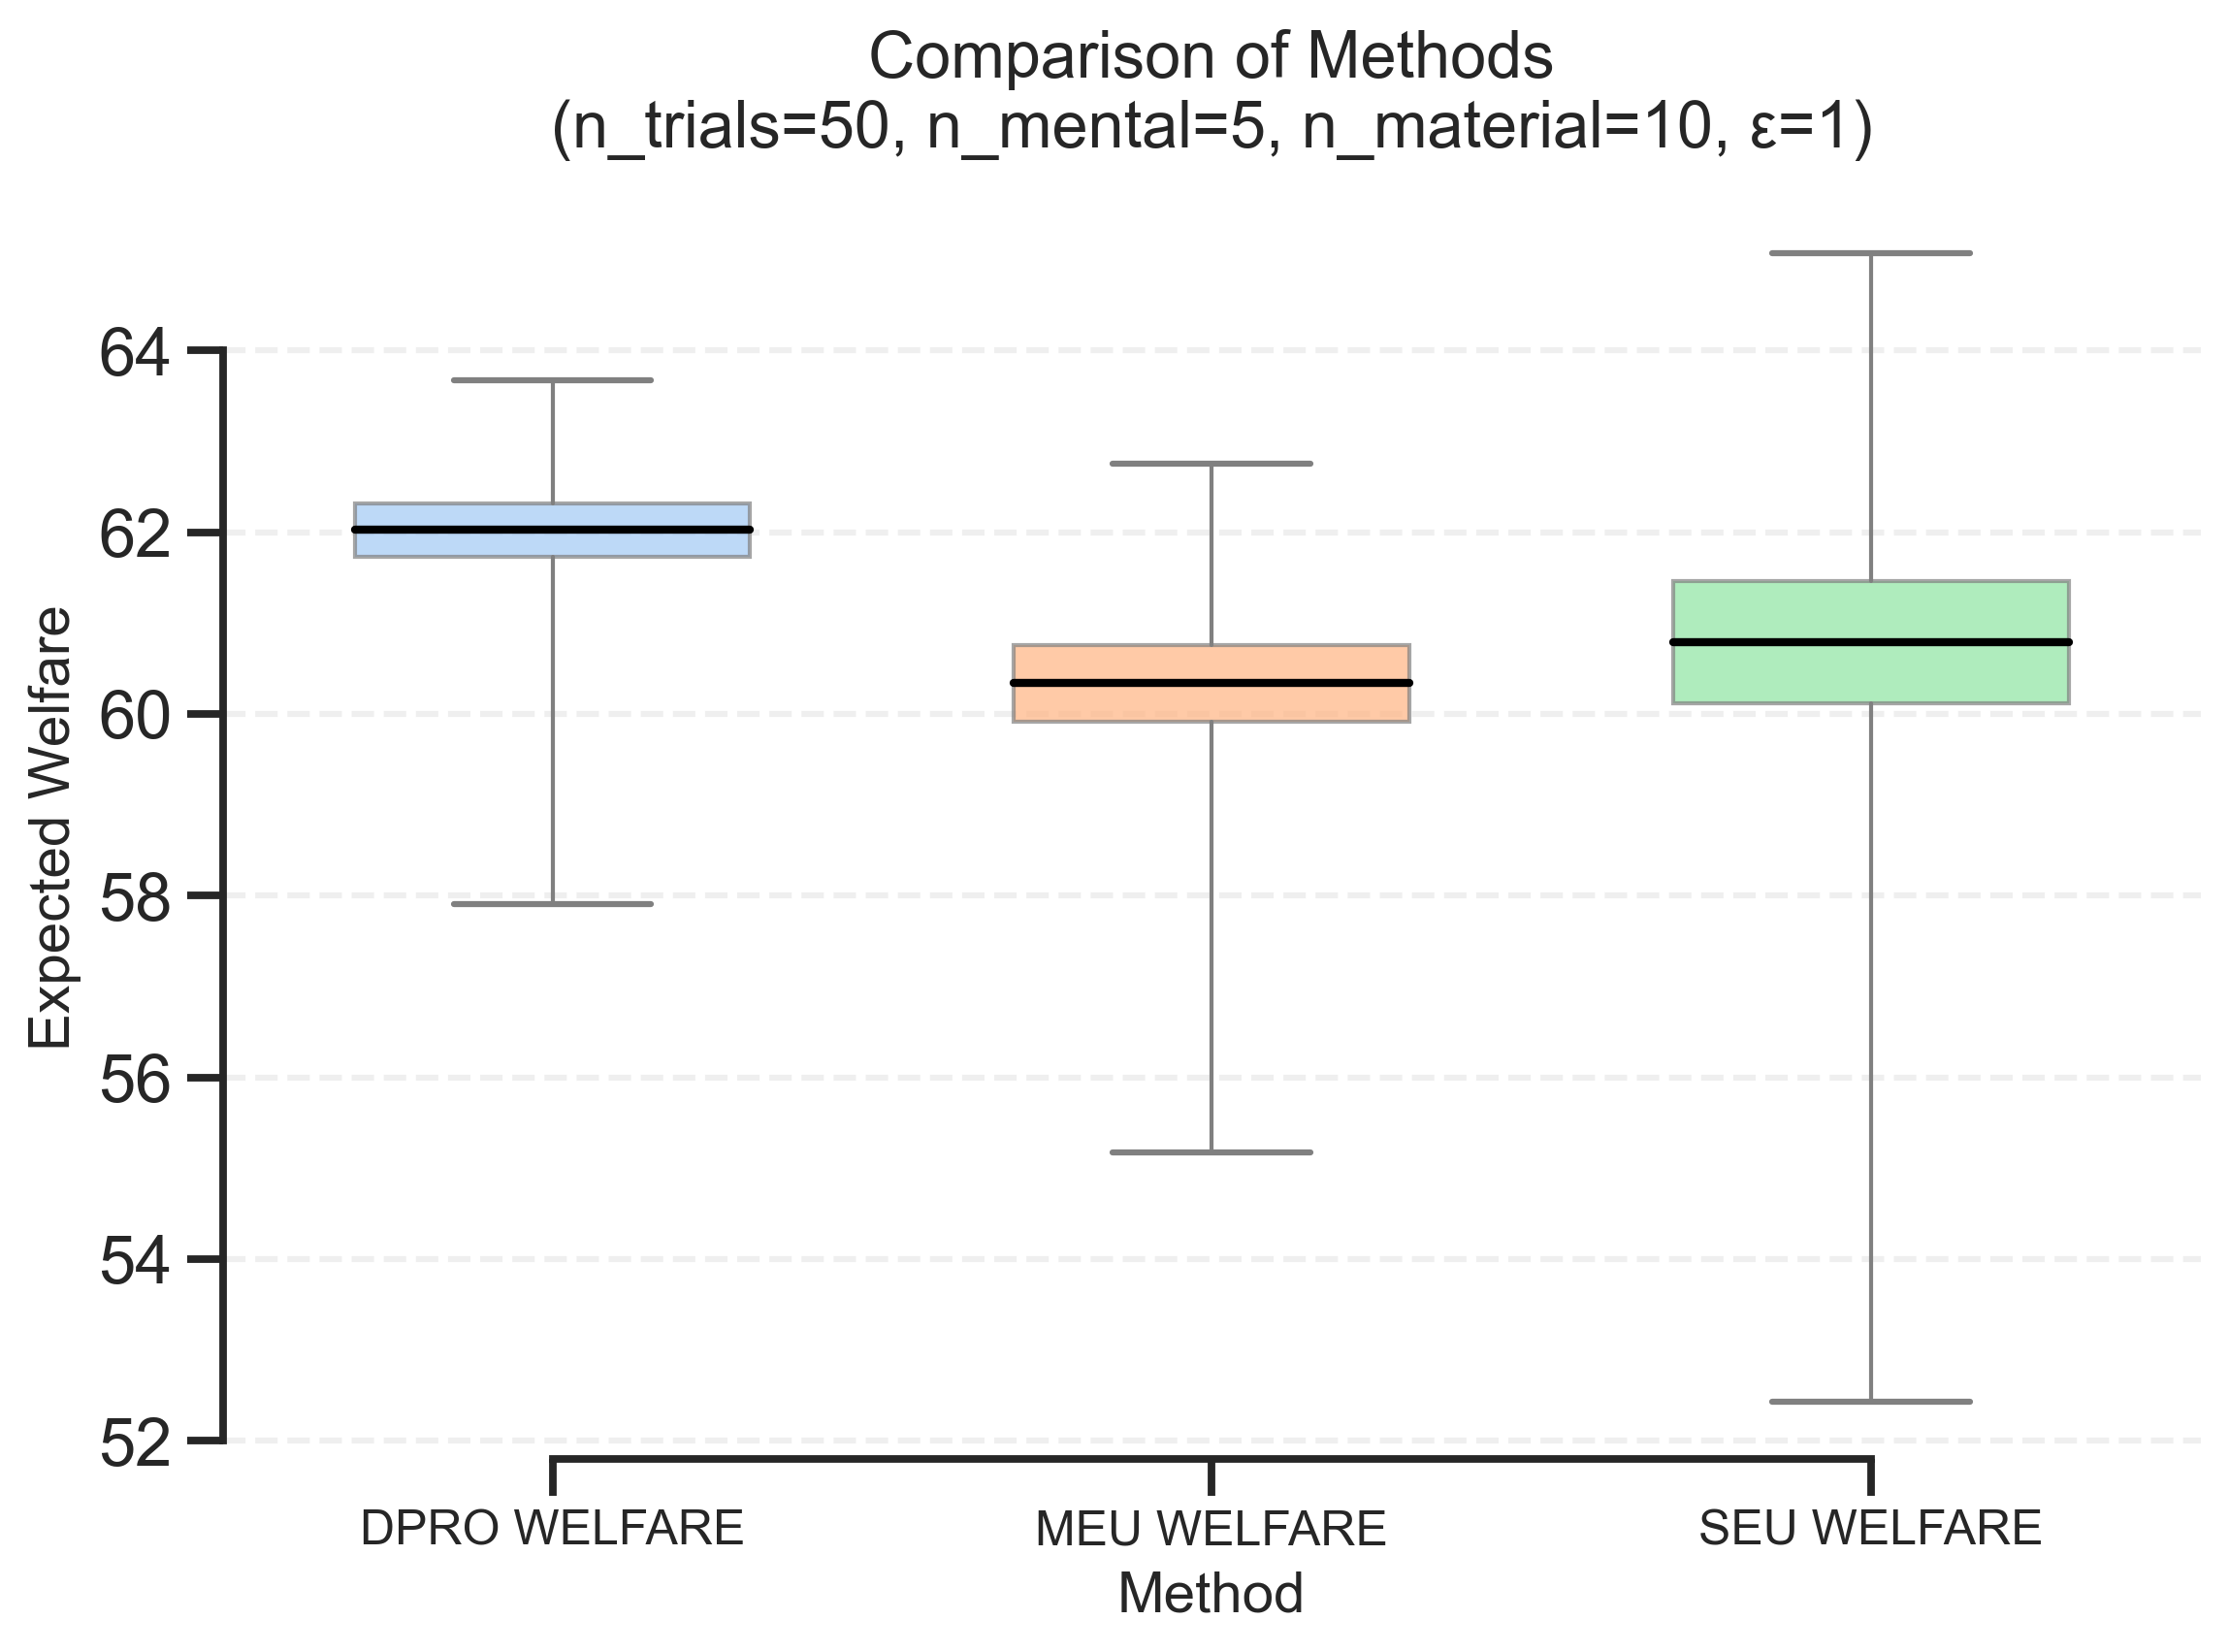 Comparison of Methods
(n_trials=50, n_mental=5, n_material=10, ε=1)
Expected Welfare
64
62
60
58
56
54
52
DPRO WELFARE
MEU WELFARE
SEU WELFARE
Method